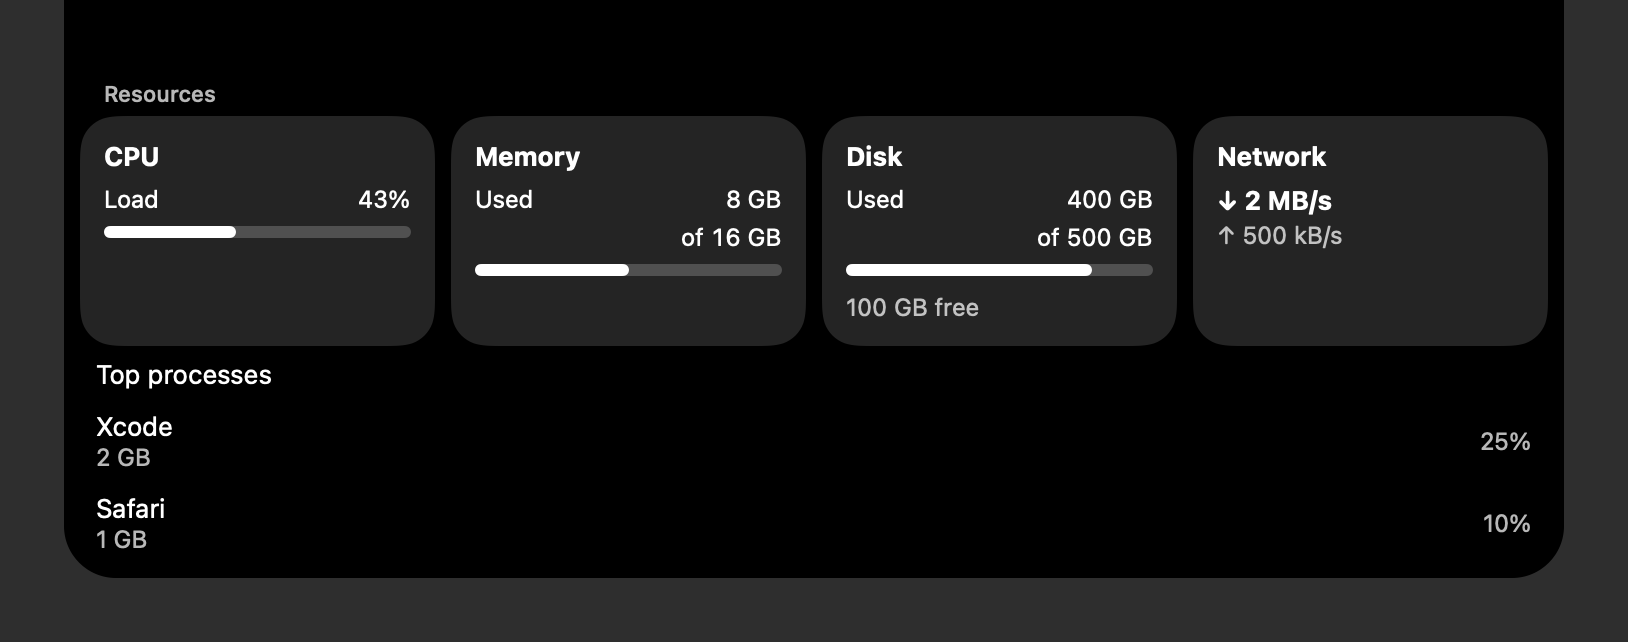 Resources
CPU
Load 43%
Memory
Used 8 GB
of 16 GB
Disk
Used 400 GB
of 500 GB
100 GB free
Network
↓ 2 MB/s
↑ 500 kB/s
Top processes
Xcode
2 GB
25%
Safari
1 GB
10%